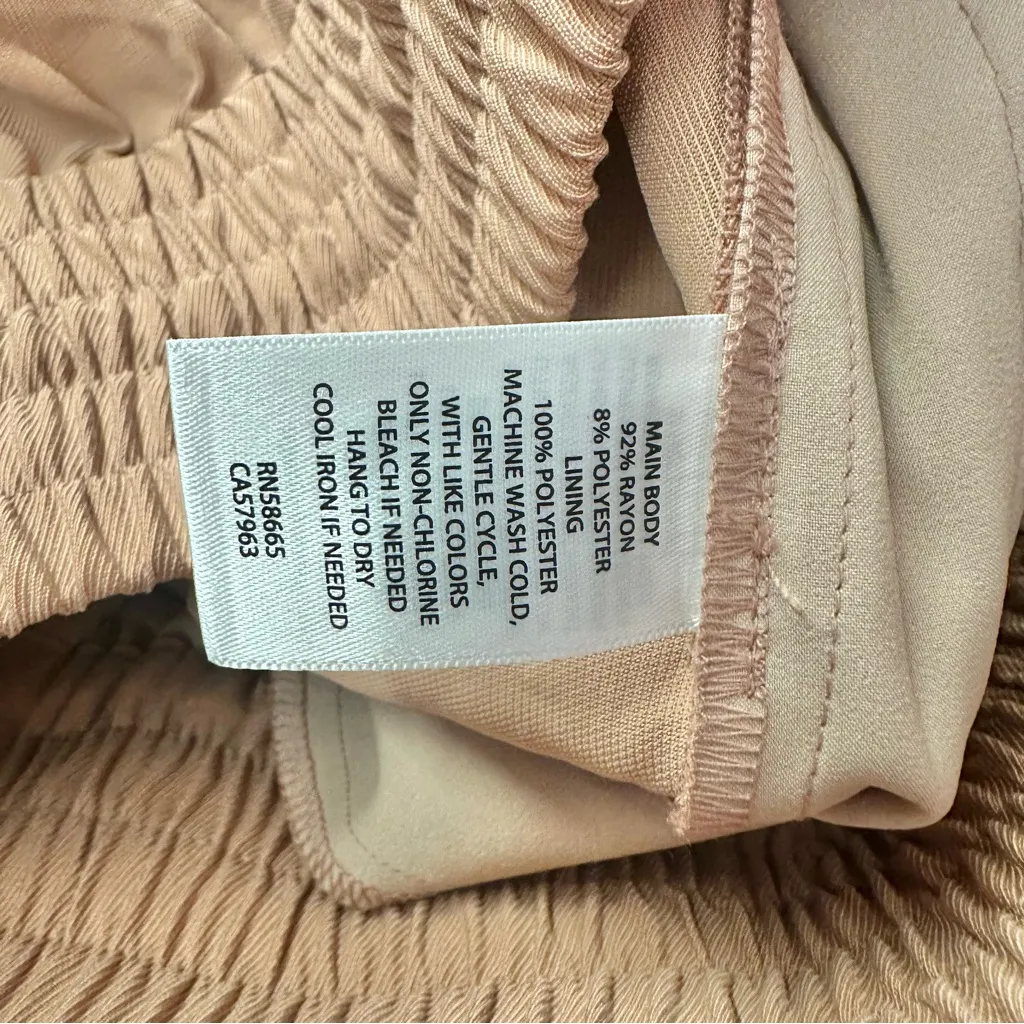 MAIN BODY
92% RAYON
8% POLYESTER
LINING
100% POLYESTER
MACHINE WASH COLD,
GENTLE CYCLE,
WITH LIKE COLORS
ONLY NON-CHLORINE
BLEACH IF NEEDED
HANG TO DRY
COOL IRON IF NEEDED
RN58665
CA57963